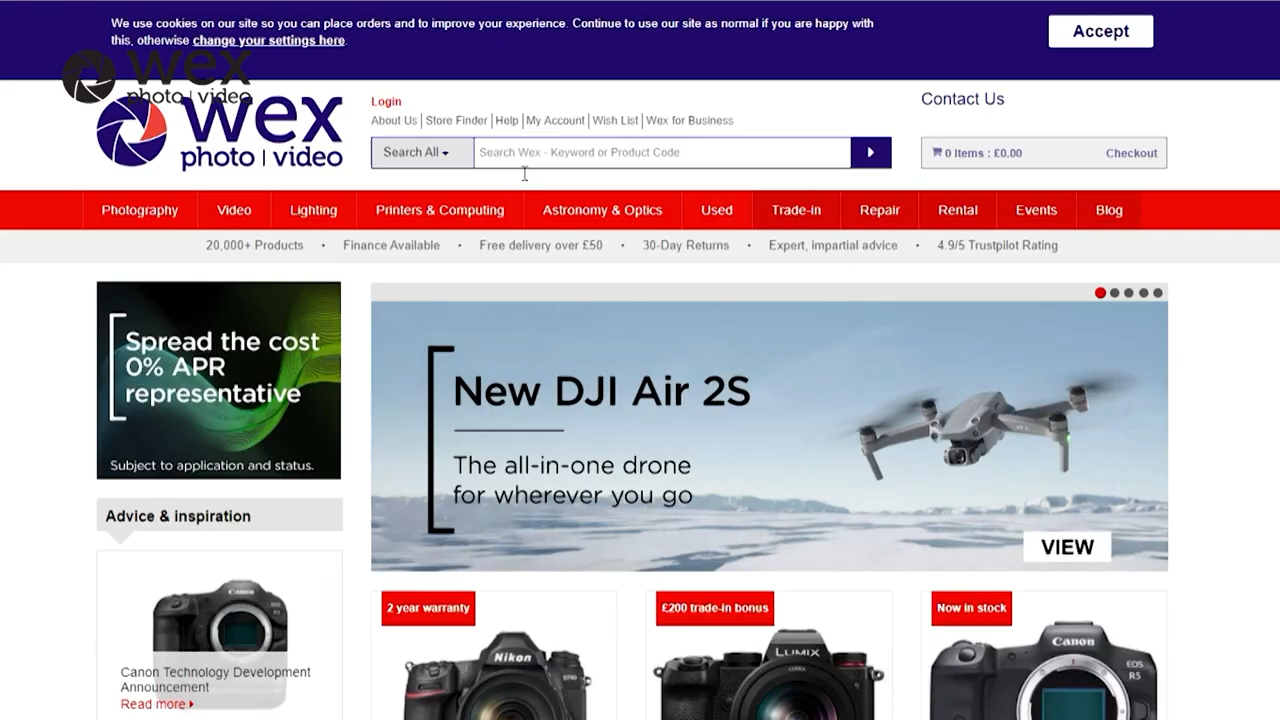 We use cookies on our site so you can place orders and to improve your experience. Continue to use our site as normal if you are happy with
this, otherwise change your settings here.
Accept
wex
photo | video
wex
photo | video
Login
About Us | Store Finder | Help | My Account | Wish List | Wex for Business
Contact Us
Search All
Search Wex - Keyword or Product Code
0 Items : £0.00
Checkout
Photography Video Lighting Printers & Computing Astronomy & Optics Used Trade-in Repair Rental Events Blog
20,000+ Products • Finance Available • Free delivery over £50 • 30-Day Returns • Expert, impartial advice • 4.9/5 Trustpilot Rating
Spread the cost
0% APR
representative
Subject to application and status.
New DJI Air 2S
The all-in-one drone
for wherever you go
VIEW
Advice & inspiration
Canon
Canon Technology Development
Announcement
Read more
2 year warranty
Nikon
£200 trade-in bonus
LUMIX
LUMIX
Now in stock
Canon
EOS
R5